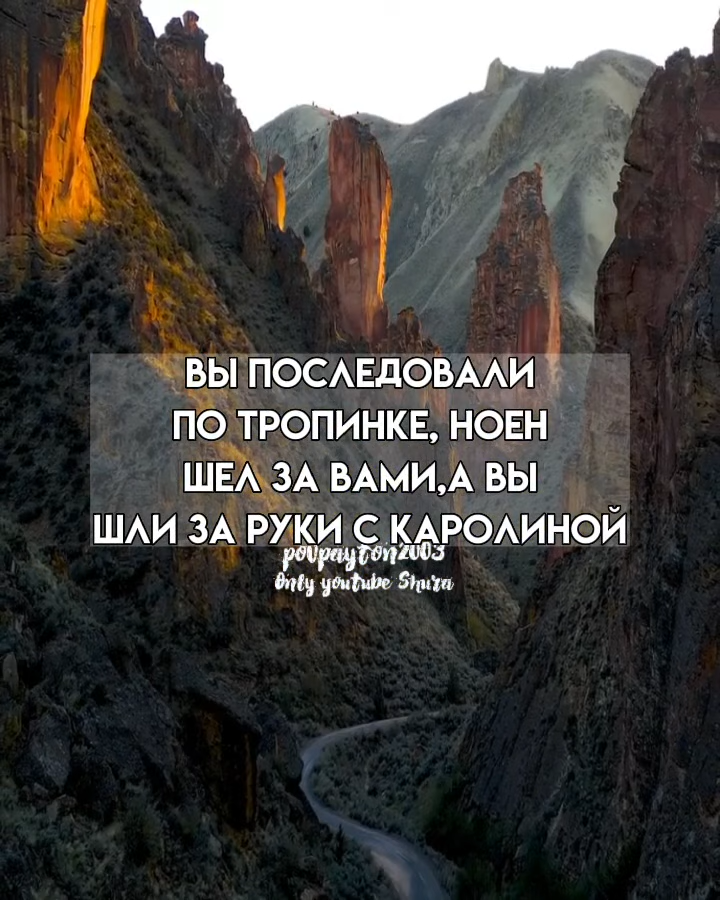 ВЫ ПОСЛЕДОВАЛИ
ПО ТРОПИНКЕ, НОЕН
ШЕЛ ЗА ВАМИ,А ВЫ
ШЛИ ЗА РУКИ С КАРОЛИНОЙ
povpayton2003
Only youtube Shura